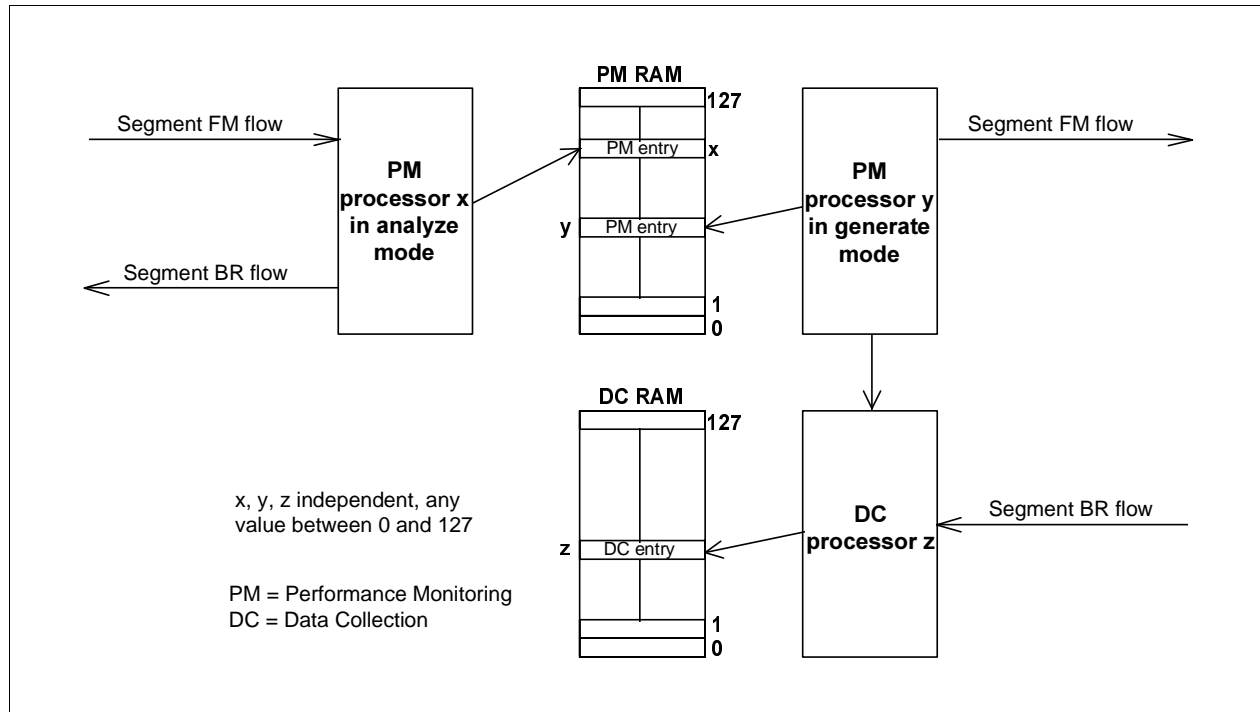 PM RAM
127
Segment FM flow
Segment FM flow
PM entry
x
PM
processor x
in analyze
mode
PM
processor y
in generate
mode
y
PM entry
Segment BR flow
1
0
DC RAM
127
x, y, z independent, any
value between 0 and 127
DC
processor z
Segment BR flow
z
DC entry
PM = Performance Monitoring
DC = Data Collection
1
0